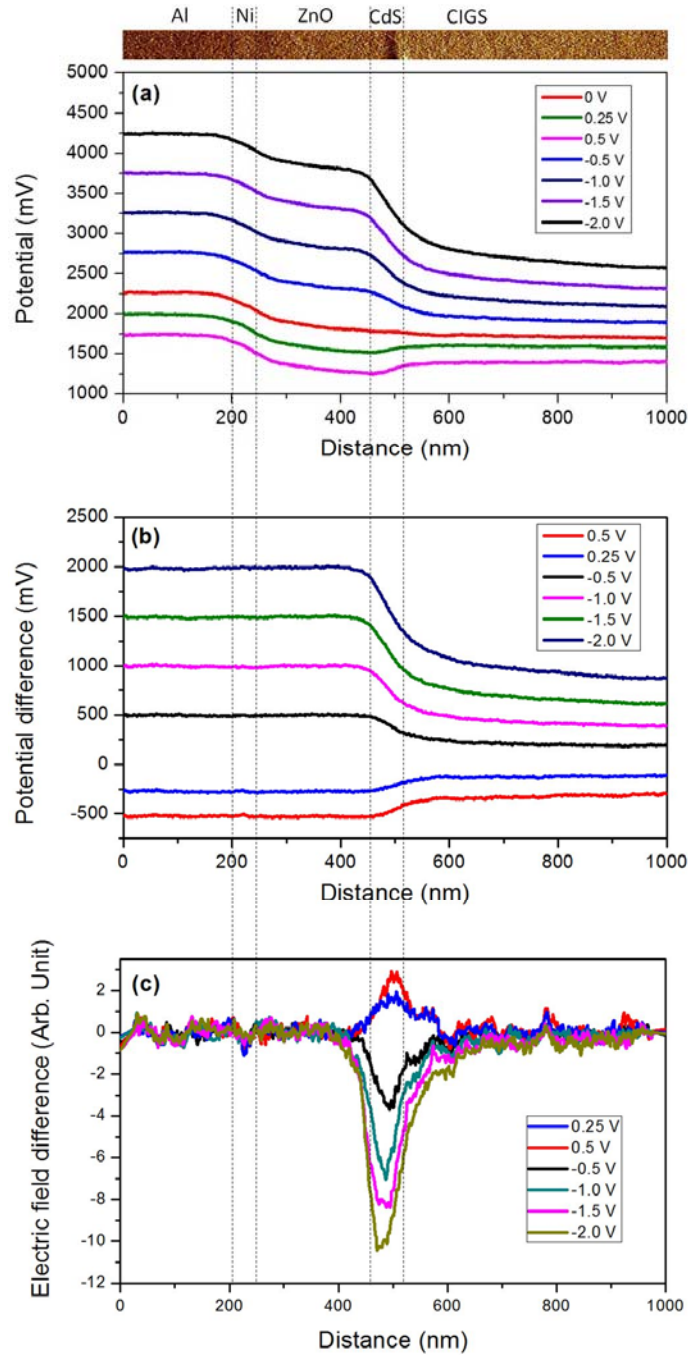 Al Ni ZnO CdS CIGS
(a)
5000
4500
4000
3500
3000
2500
2000
1500
1000
Potential (mV)
0 V
0.25 V
0.5 V
-0.5 V
-1.0 V
-1.5 V
-2.0 V
0 200 400 600 800 1000
Distance (nm)
(b)
2500
2000
1500
1000
500
0
-500
Potential difference (mV)
0.5 V
0.25 V
-0.5 V
-1.0 V
-1.5 V
-2.0 V
0 200 400 600 800 1000
Distance (nm)
(c)
2
0
-2
-4
-6
-8
-10
-12
Electric field difference (Arb. Unit)
0.25 V
0.5 V
-0.5 V
-1.0 V
-1.5 V
-2.0 V
0 200 400 600 800 1000
Distance (nm)